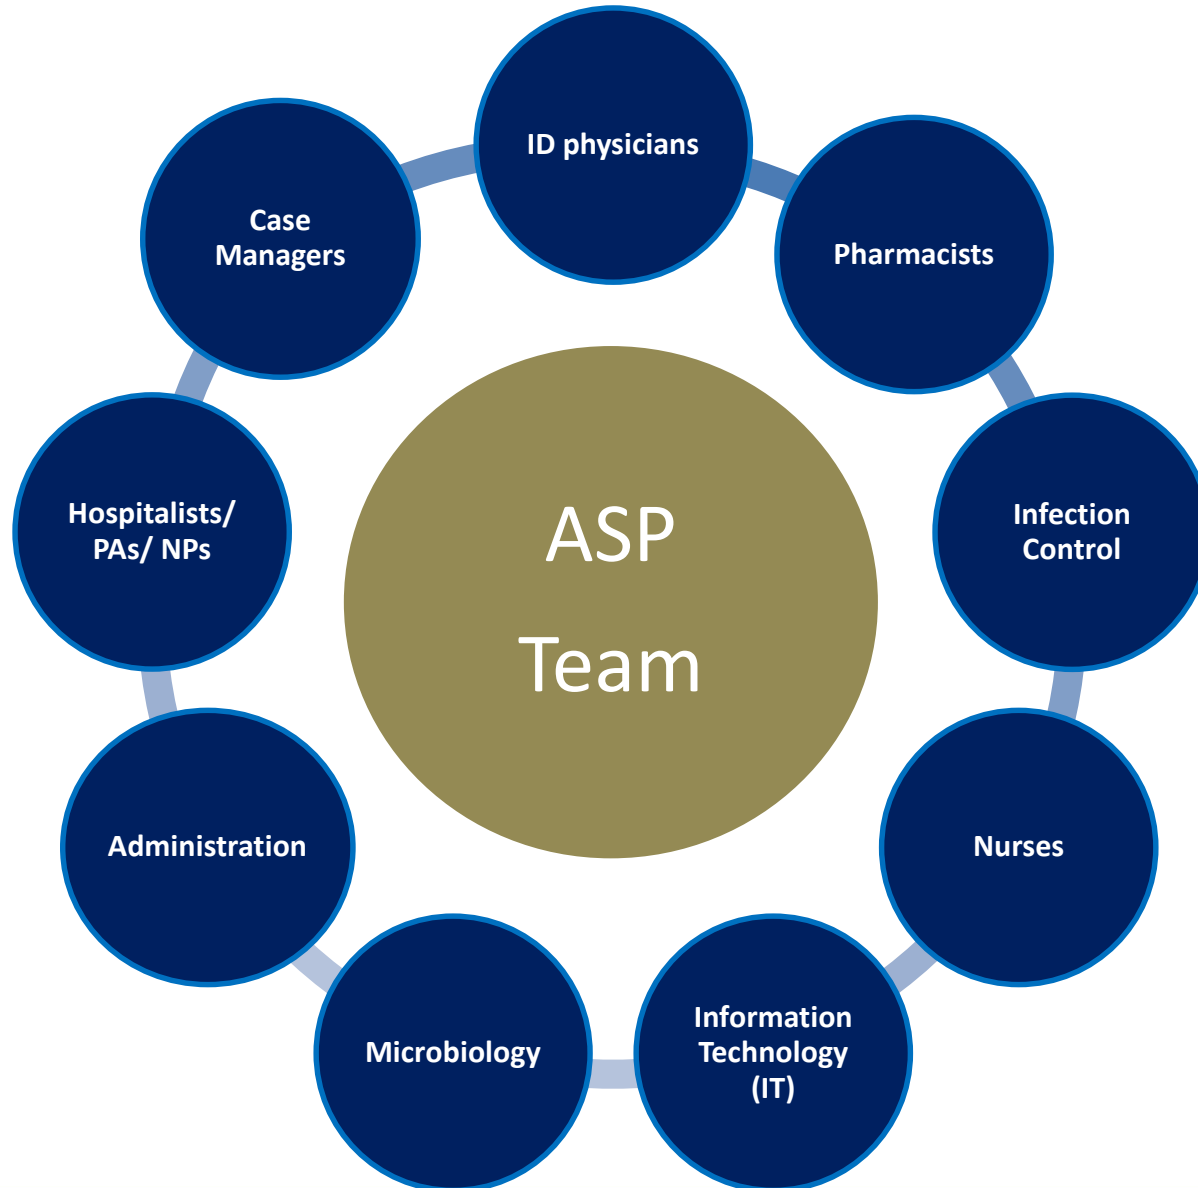 ID physicians
Pharmacists
Infection
Control
Nurses
Information
Technology
(IT)
Microbiology
Administration
Hospitalists/
PAs/ NPs
Case
Managers
ASP
Team